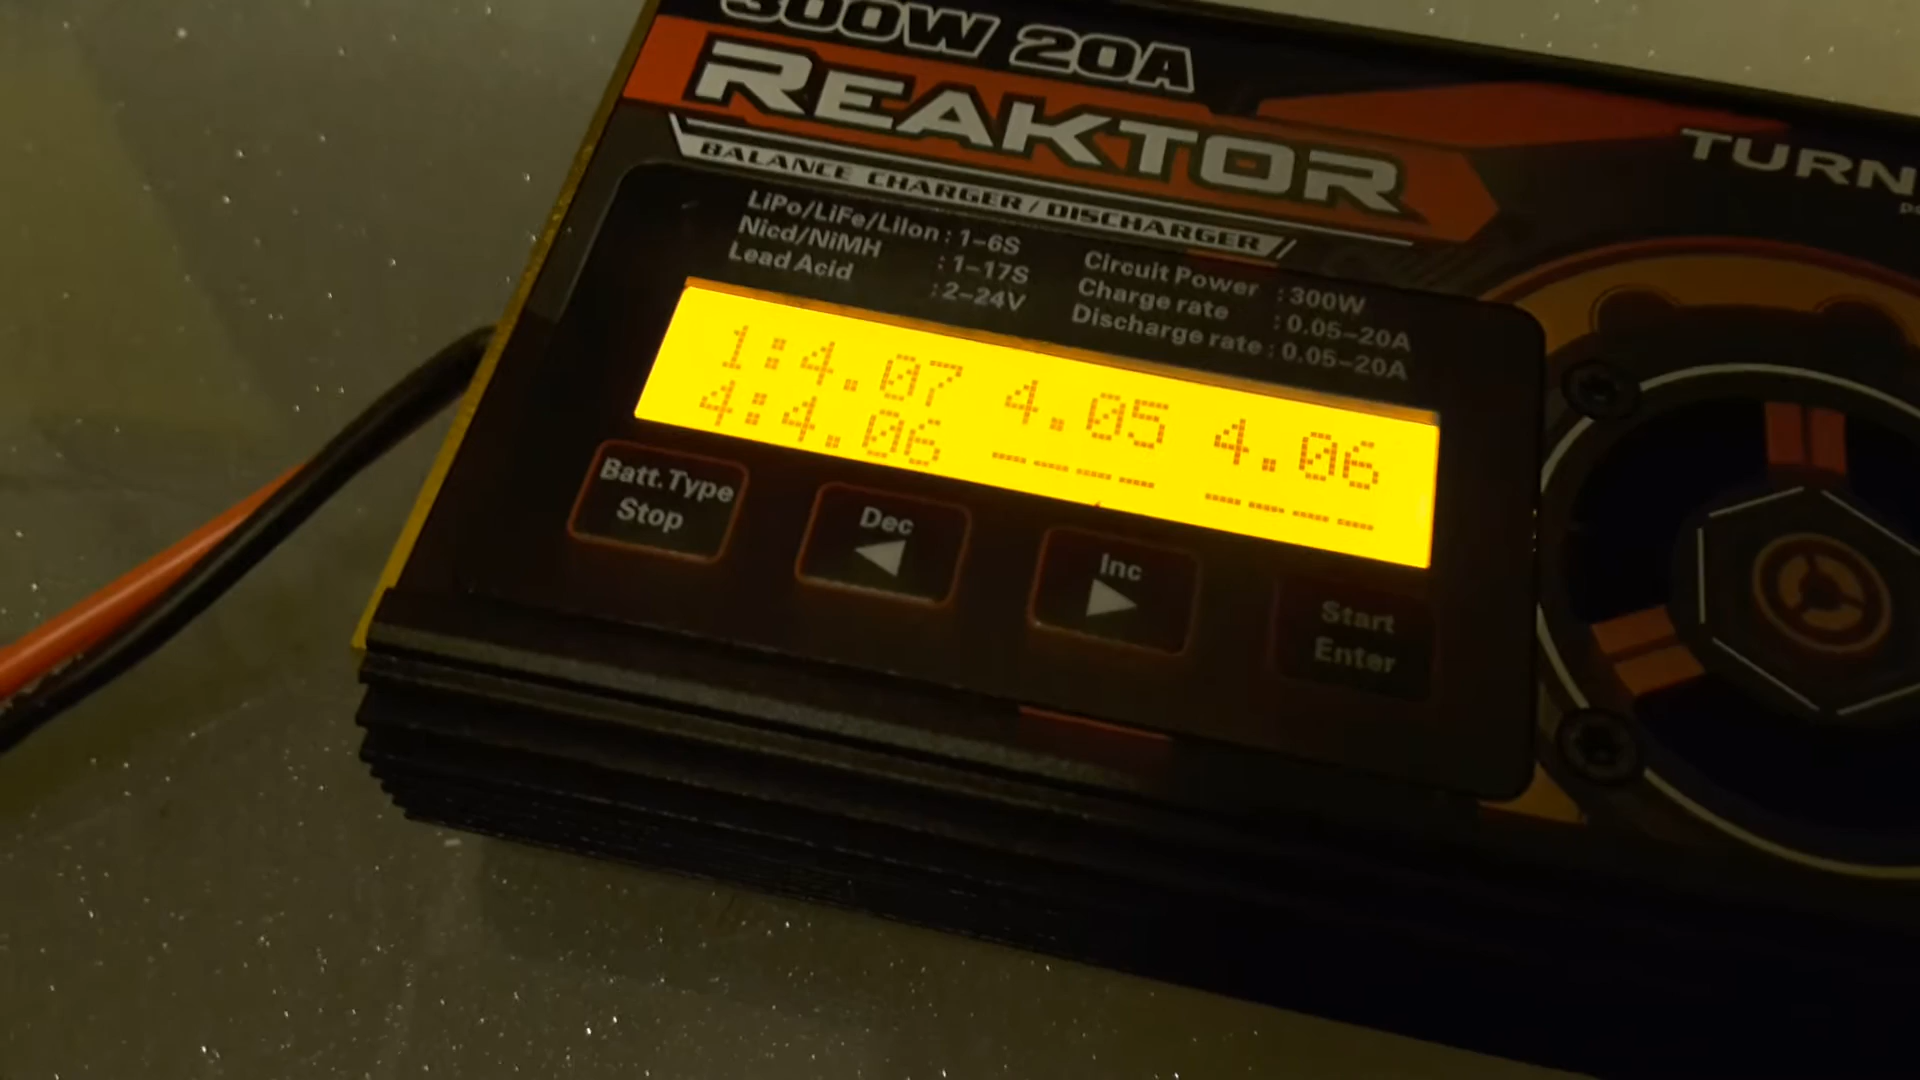 300W 20A
REAKTOR
TURN
BALANCE CHARGER / DISCHARGER
LiPo/LiFe/LiIon : 1–6S
Nicd/NiMH : 1–17S
Lead Acid : 2–24V
Circuit Power : 300W
Charge rate : 0.05–20A
Discharge rate : 0.05–20A
1:4.07 4.05 4.06
4:4.06 ---- ----
Batt.Type
Stop
Dec
Inc
Start
Enter